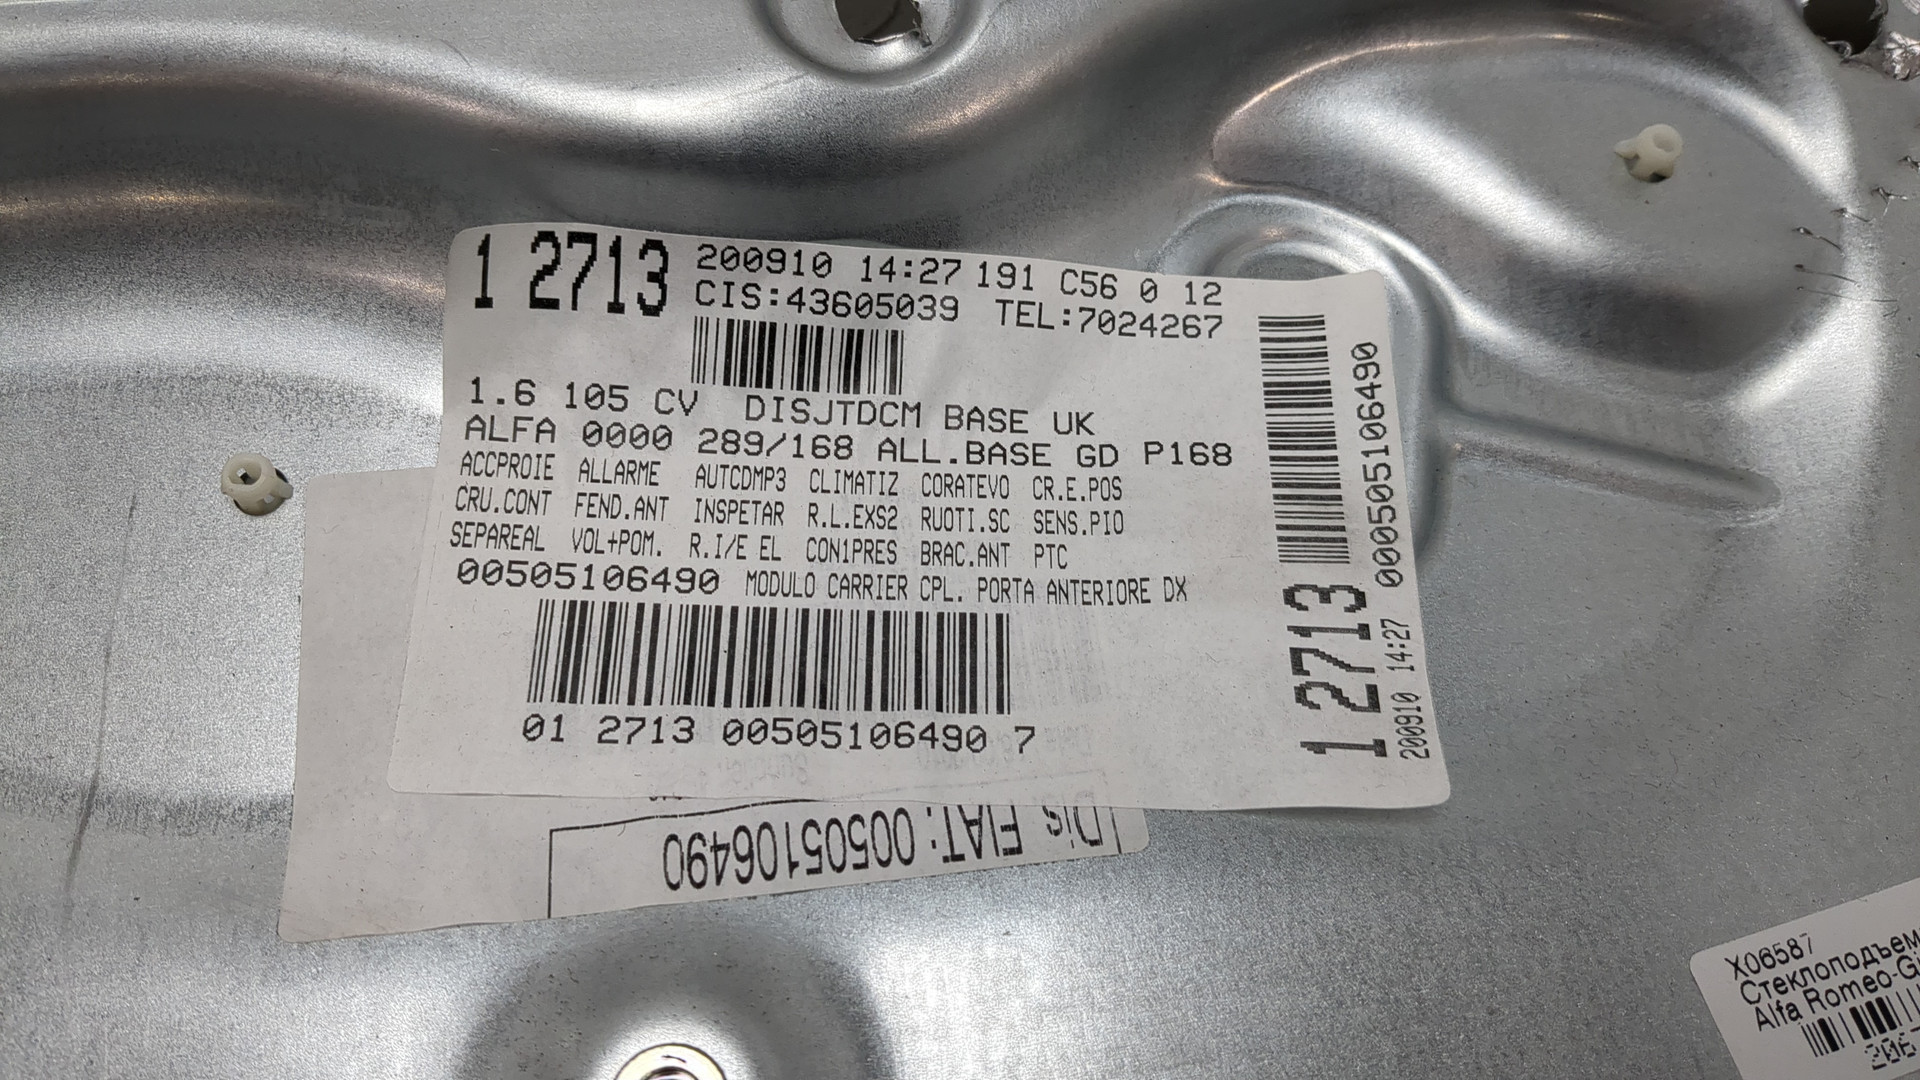 1 2713
200910 14:27 191 C56 0 12
CIS:43605039 TEL:7024267
1.6 105 CV DISJTDCM BASE UK
ALFA 0000 289/168 ALL.BASE GD P168
ACCPROIE ALLARME AUTCDMP3 CLIMATIZ CORATEVO CR.E.POS
CRU.CONT FEND.ANT INSPETAR R.L.EXS2 RUOTI.SC SENS.PIO
SEPAREAL VOL+POM. R.I/E EL CON1PRES BRAC.ANT PTC
00505106490 MODULO CARRIER CPL. PORTA ANTERIORE DX
01 2713 00505106490 7
00505106490
1 2713
200910 14:27
Dis. FIAT: 00505106490
X06587
Стеклоподъем
Alfa Romeo-Gi
206